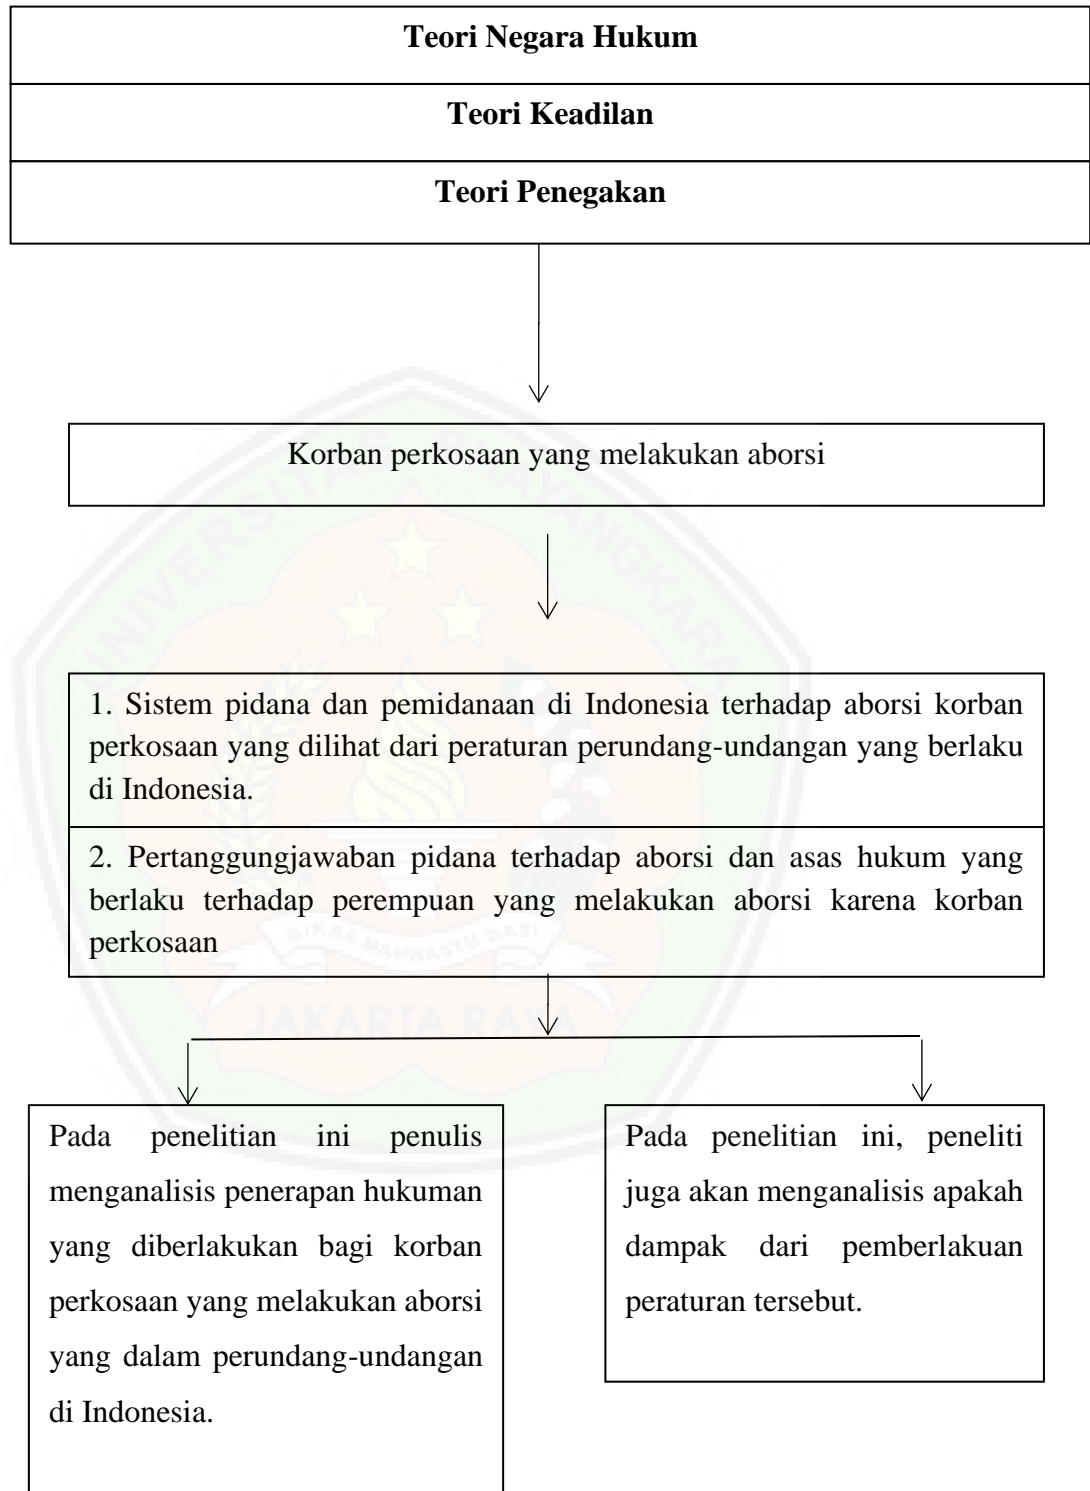 Teori Negara Hukum
Teori Keadilan
Teori Penegakan
Korban perkosaan yang melakukan aborsi
1. Sistem pidana dan pemidanaan di Indonesia terhadap aborsi korban
perkosaan yang dilihat dari peraturan perundang-undangan yang berlaku
di Indonesia.
2. Pertanggungjawaban pidana terhadap aborsi dan asas hukum yang
berlaku terhadap perempuan yang melakukan aborsi karena korban
perkosaan
Pada penelitian ini penulis
menganalisis penerapan hukuman
yang diberlakukan bagi korban
perkosaan yang melakukan aborsi
yang dalam perundang-undangan
di Indonesia.
Pada penelitian ini, peneliti
juga akan menganalisis apakah
dampak dari pemberlakuan
peraturan tersebut.
UNIVERSITAS BHAYANGKARA
JAKARTA RAYA